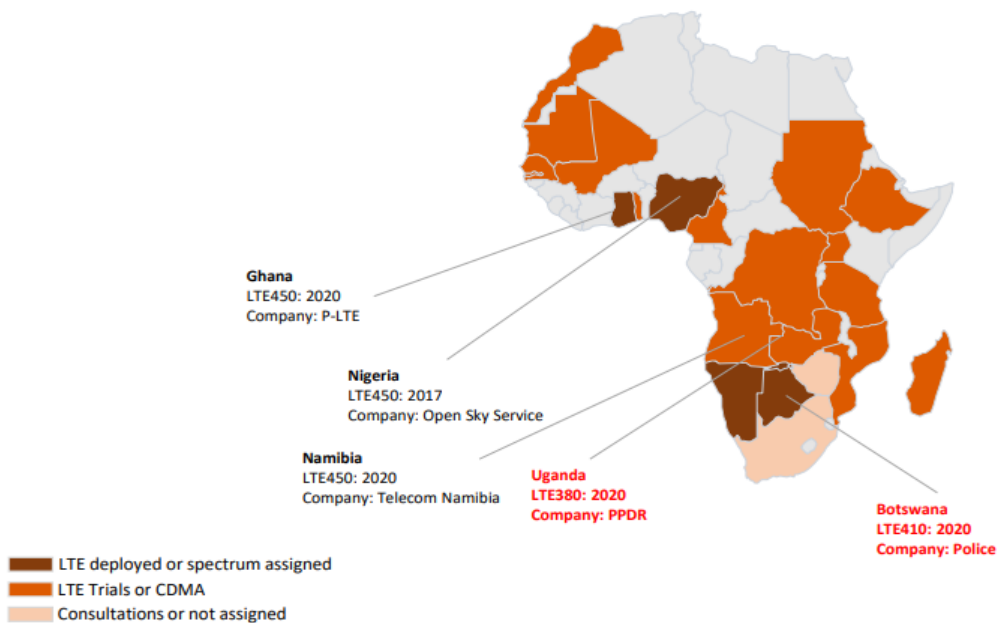 Ghana
LTE450: 2020
Company: P-LTE
Nigeria
LTE450: 2017
Company: Open Sky Service
Namibia
LTE450: 2020
Company: Telecom Namibia
Uganda
LTE380: 2020
Company: PPDR
Botswana
LTE410: 2020
Company: Police
LTE deployed or spectrum assigned
LTE Trials or CDMA
Consultations or not assigned